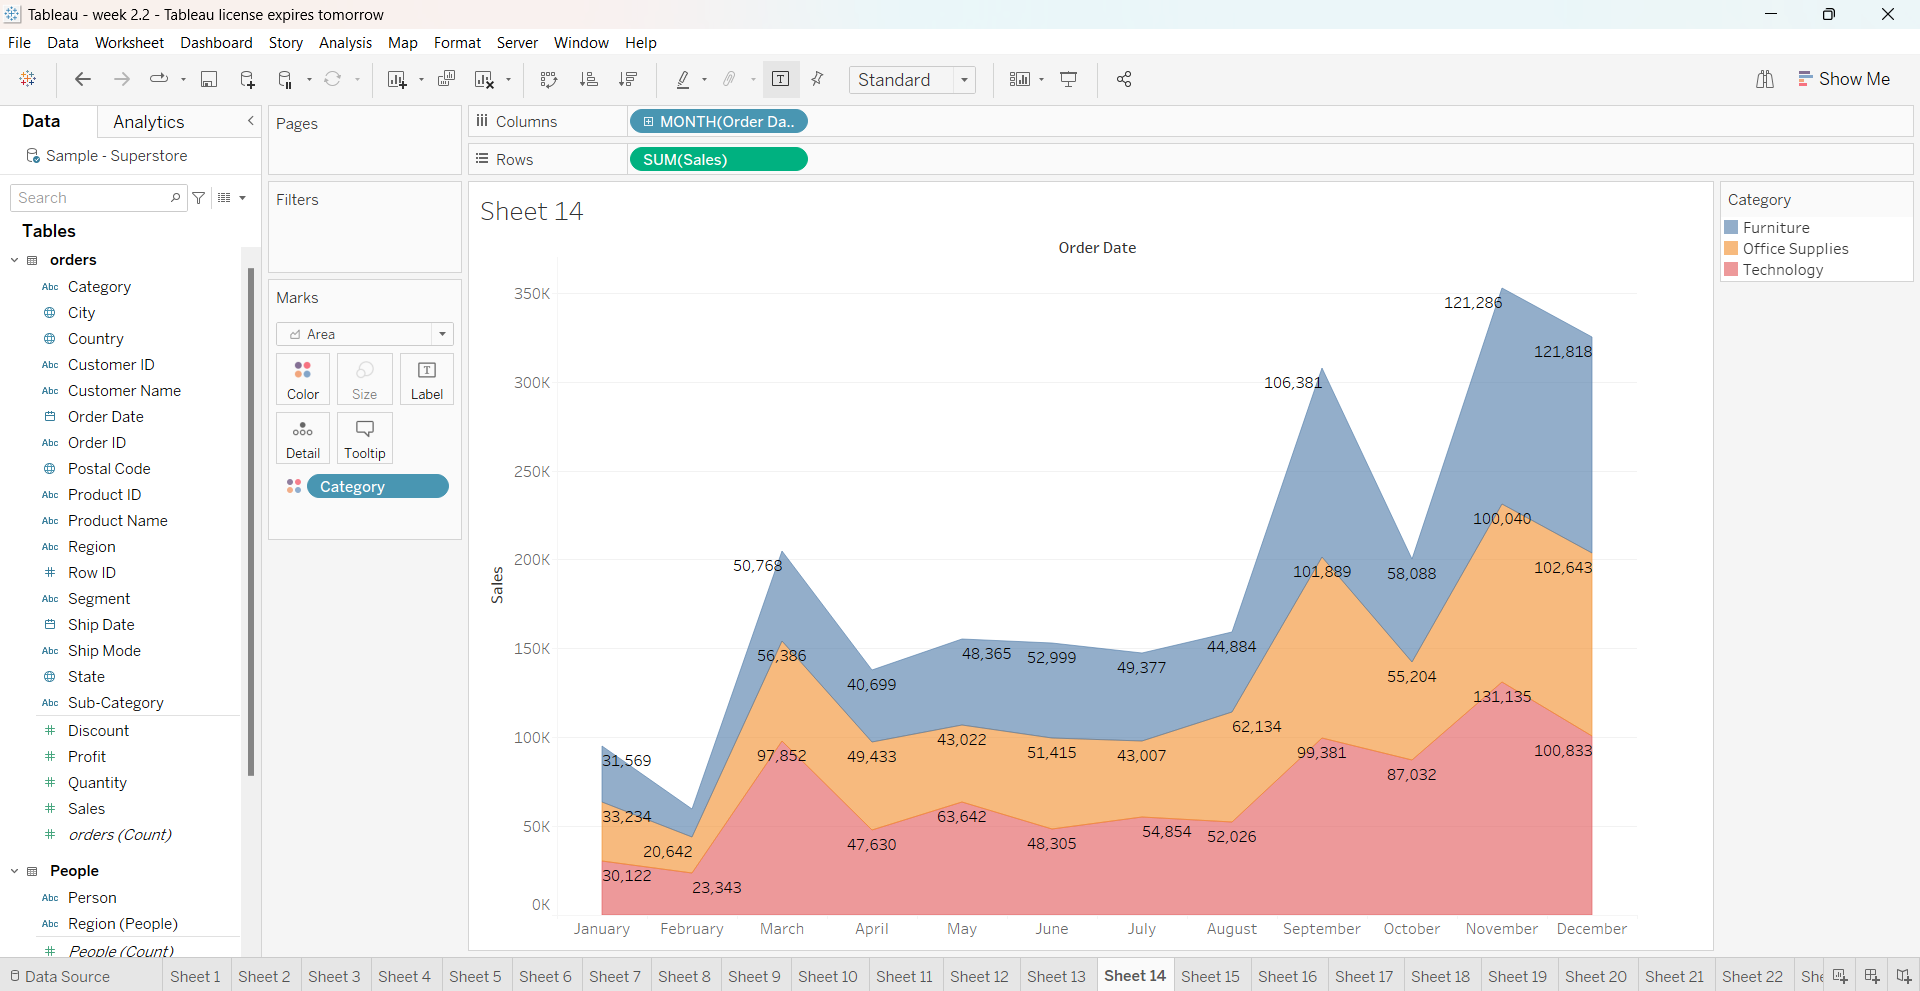 Tableau - week 2.2 - Tableau license expires tomorrow
File Data Worksheet Dashboard Story Analysis Map Format Server Window Help
Standard
Show Me
Data Analytics
Sample - Superstore
Search
Tables
orders
Abc Category
City
Country
Abc Customer ID
Abc Customer Name
Order Date
Abc Order ID
Postal Code
Abc Product ID
Abc Product Name
Abc Region
# Row ID
Abc Segment
Ship Date
Abc Ship Mode
State
Abc Sub-Category
# Discount
# Profit
# Quantity
# Sales
# orders (Count)
People
Abc Person
Abc Region (People)
# People (Count)
Pages
Filters
Marks
Area
Color Size Label
Detail Tooltip
Category
Columns MONTH(Order Da..
Rows SUM(Sales)
Sheet 14
Order Date
Sales
350K
300K
250K
200K
150K
100K
50K
0K
121,286
121,818
106,381
50,768
100,040
101,889
58,088
102,643
56,386
40,699
48,365
52,999
49,377
44,884
55,204
131,135
31,569
97,852
49,433
43,022
51,415
43,007
62,134
99,381
87,032
100,833
33,234
20,642
47,630
63,642
48,305
54,854
52,026
30,122
23,343
January February March April May June July August September October November December
Category
Furniture
Office Supplies
Technology
Data Source Sheet 1 Sheet 2 Sheet 3 Sheet 4 Sheet 5 Sheet 6 Sheet 7 Sheet 8 Sheet 9 Sheet 10 Sheet 11 Sheet 12 Sheet 13 Sheet 14 Sheet 15 Sheet 16 Sheet 17 Sheet 18 Sheet 19 Sheet 20 Sheet 21 Sheet 22 She